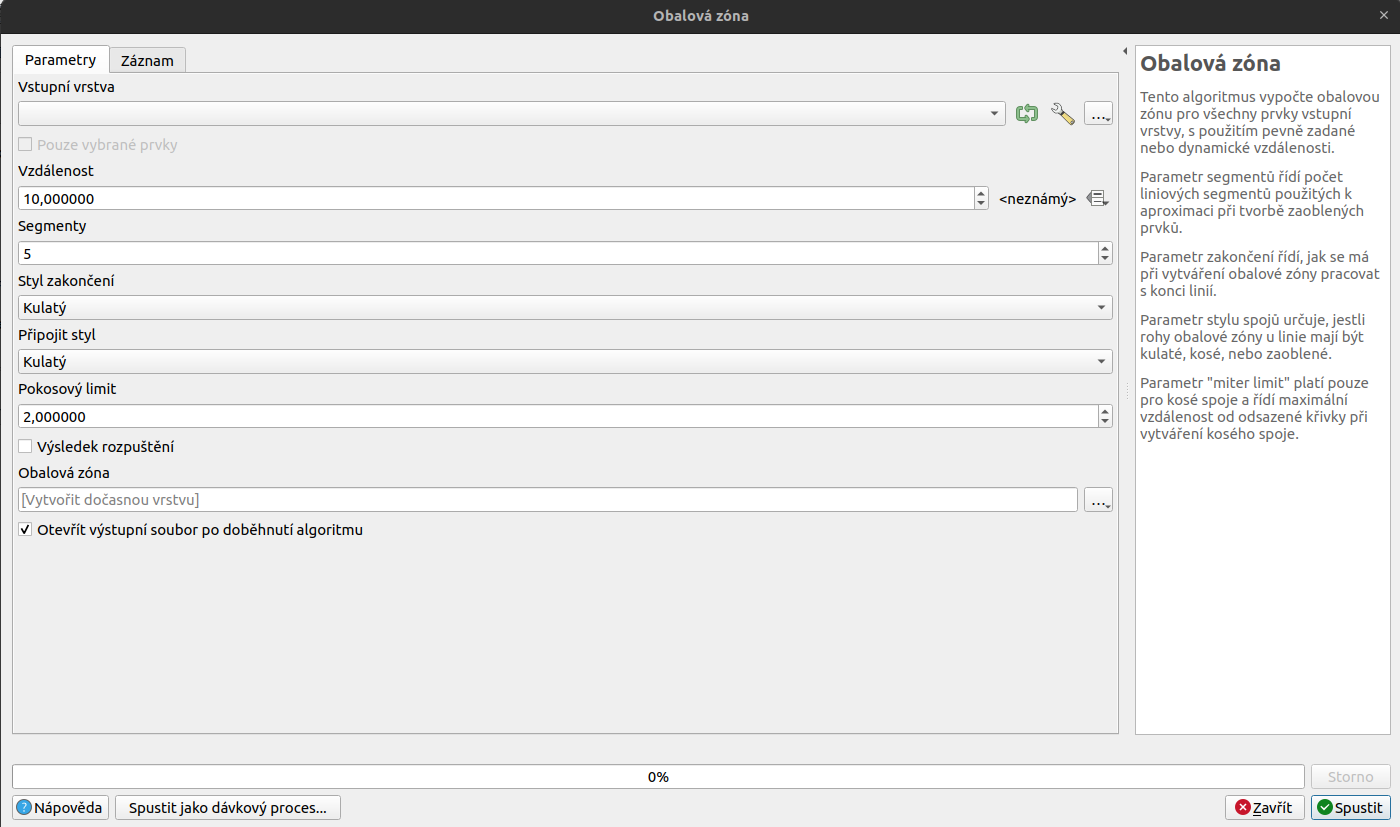 Obalová zóna
Parametry
Záznam
Vstupní vrstva
...
Pouze vybrané prvky
Vzdálenost
10,000000
<neznámý>
Segmenty
5
Styl zakončení
Kulatý
Připojit styl
Kulatý
Pokosový limit
2,000000
Výsledek rozpuštění
Obalová zóna
[Vytvořit dočasnou vrstvu]
...
Otevřít výstupní soubor po doběhnutí algoritmu
Obalová zóna
Tento algoritmus vypočte obalovou
zónu pro všechny prvky vstupní
vrstvy, s použitím pevně zadané
nebo dynamické vzdálenosti.
Parametr segmentů řídí počet
liniových segmentů použitých k
aproximaci při tvorbě zaoblených
prvků.
Parametr zakončení řídí, jak se má
při vytváření obalové zóny pracovat
s konci linií.
Parametr stylu spojů určuje, jestli
rohy obalové zóny u linie mají být
kulaté, kosé, nebo zaoblené.
Parametr "miter limit" platí pouze
pro kosé spoje a řídí maximální
vzdálenost od odsazené křivky při
vytváření kosého spoje.
0%
Storno
Nápověda
Spustit jako dávkový proces...
Zavřít
Spustit